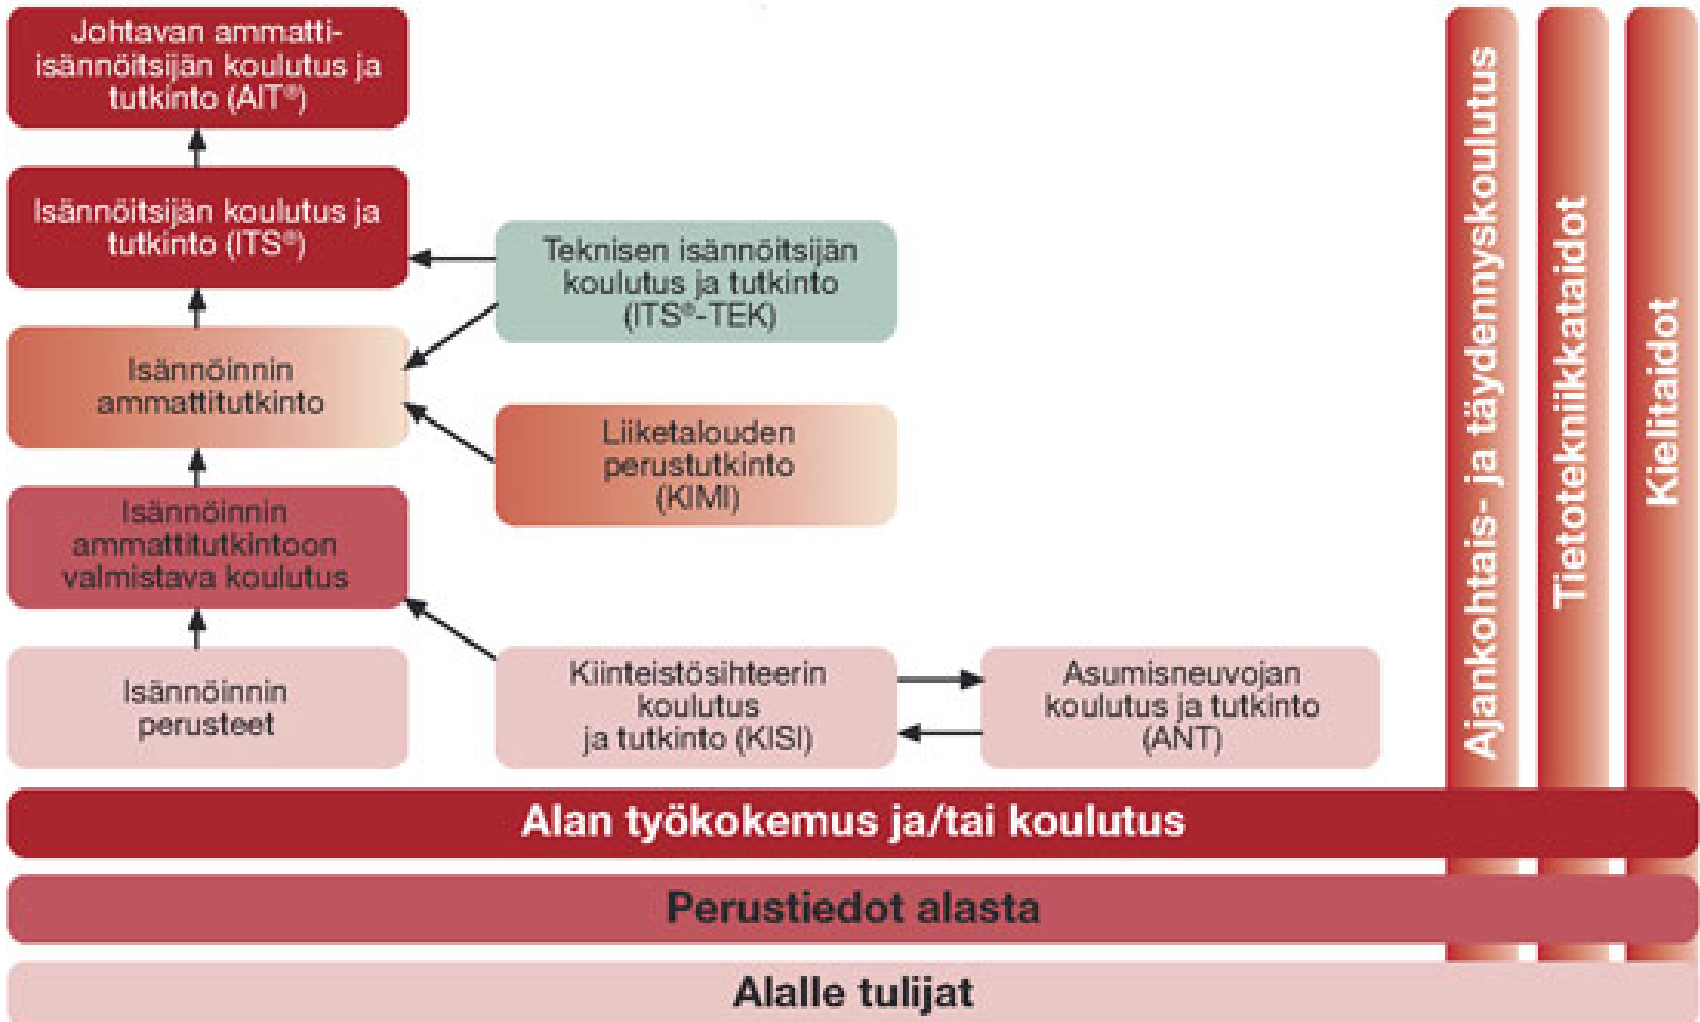 Johtavan ammatti-
isännöitsijän koulutus ja
tutkinto (AIT®)
Isännöitsijän koulutus ja
tutkinto (ITS®)
Teknisen isännöitsijän
koulutus ja tutkinto
(ITS®-TEK)
Isännöinnin
ammattitutkinto
Liiketalouden
perustutkinto
(KIMI)
Isännöinnin
ammattitutkintoon
valmistava koulutus
Isännöinnin
perusteet
Kiinteistösihteerin
koulutus
ja tutkinto (KISI)
Asumisneuvojan
koulutus ja tutkinto
(ANT)
Ajankohtais- ja täydennyskoulutus
Tietotekniikkataidot
Kielitaidot
Alan työkokemus ja/tai koulutus
Perustiedot alasta
Alalle tulijat